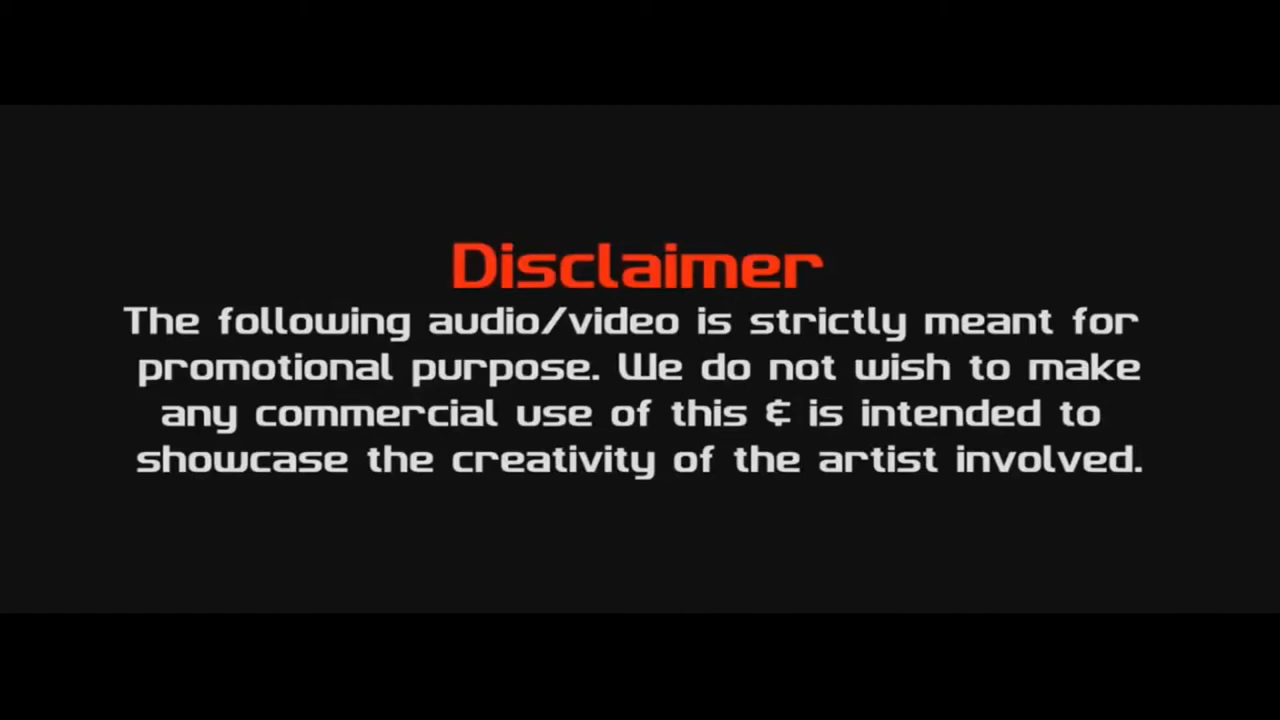 Disclaimer
The following audio/video is strictly meant for
promotional purpose. We do not wish to make
any commercial use of this & is intended to
showcase the creativity of the artist involved.